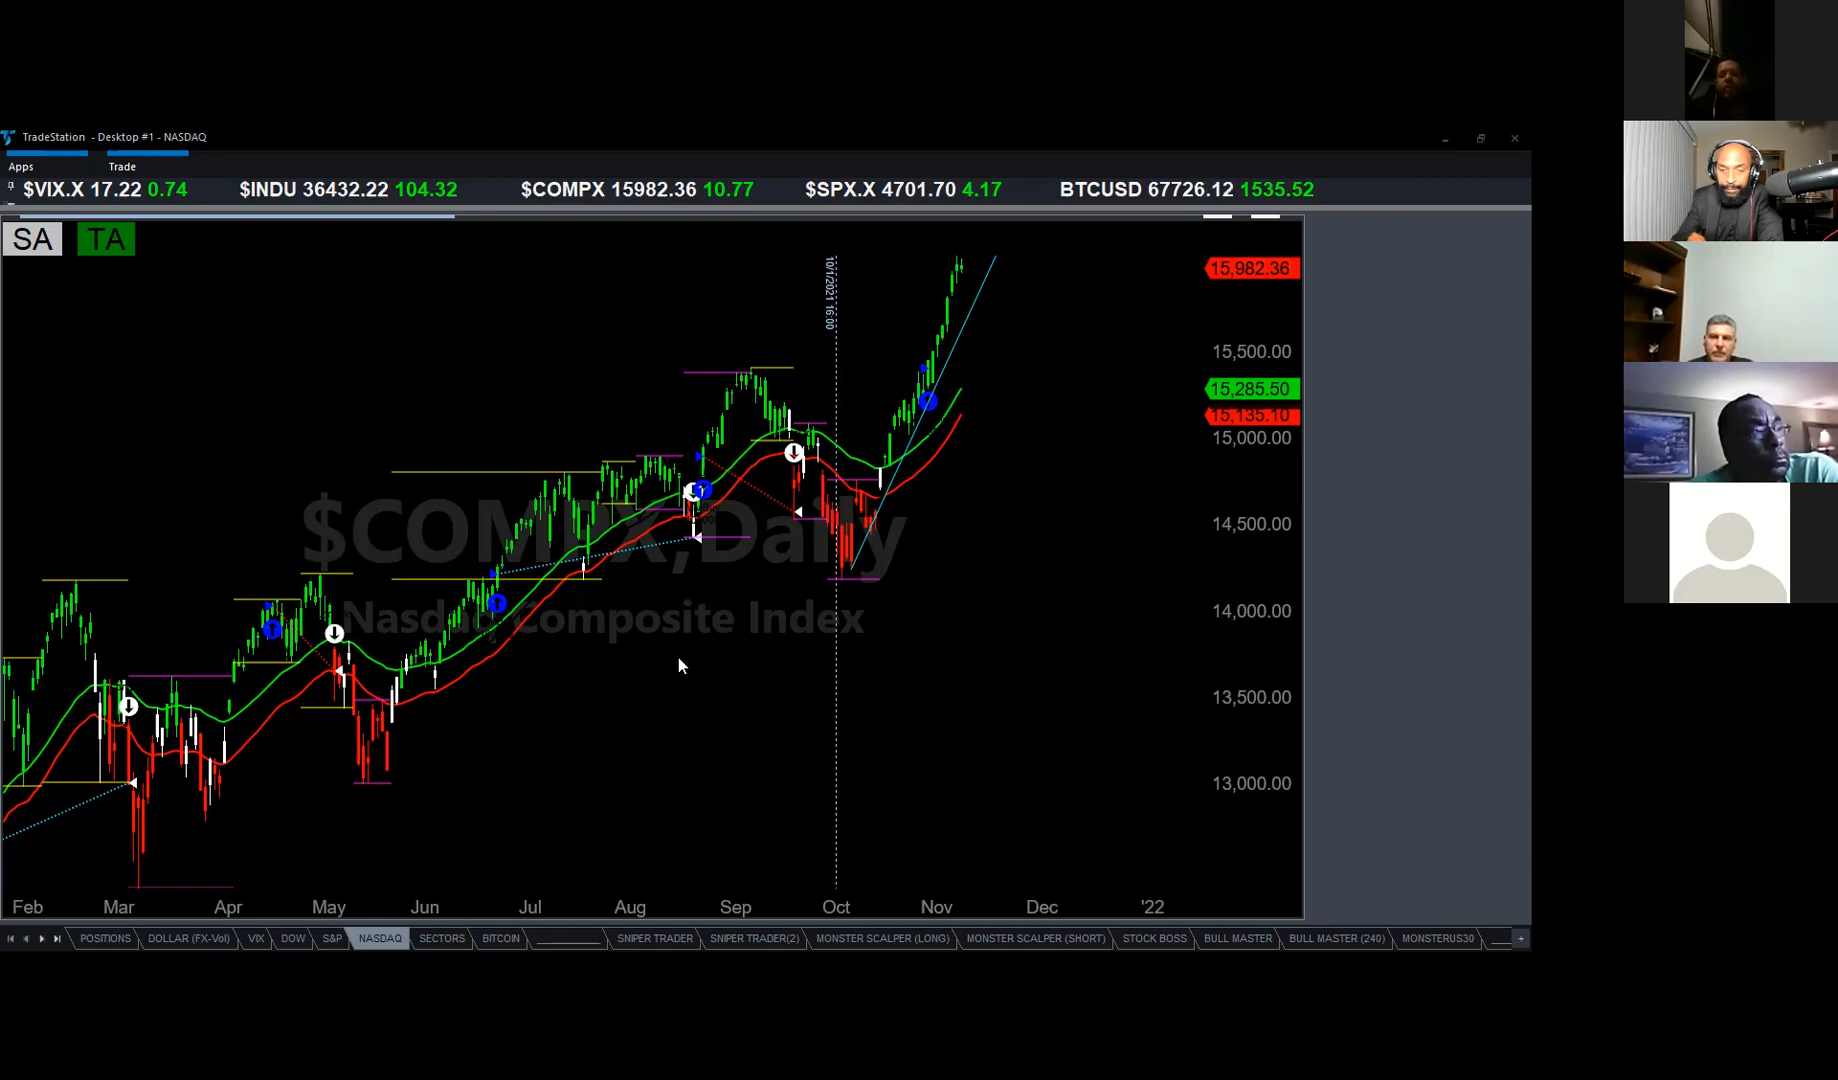 TradeStation - Desktop #1 - NASDAQ
Apps Trade
$VIX.X 17.22 0.74 $INDU 36432.22 104.32 $COMPX 15982.36 10.77 $SPX.X 4701.70 4.17 BTCUSD 67726.12 1535.52
SA TA
10/1/2021 16:00
15,982.36
15,500.00
15,285.50
15,135.10
15,000.00
14,500.00
$COMPX,Daily
Nasdaq Composite Index
14,000.00
13,500.00
13,000.00
Feb Mar Apr May Jun Jul Aug Sep Oct Nov Dec '22
POSITIONS DOLLAR (FX-Vol) VIX DOW S&P NASDAQ SECTORS BITCOIN SNIPER TRADER SNIPER TRADER(2) MONSTER SCALPER (LONG) MONSTER SCALPER (SHORT) STOCK BOSS BULL MASTER BULL MASTER (240) MONSTERUS30